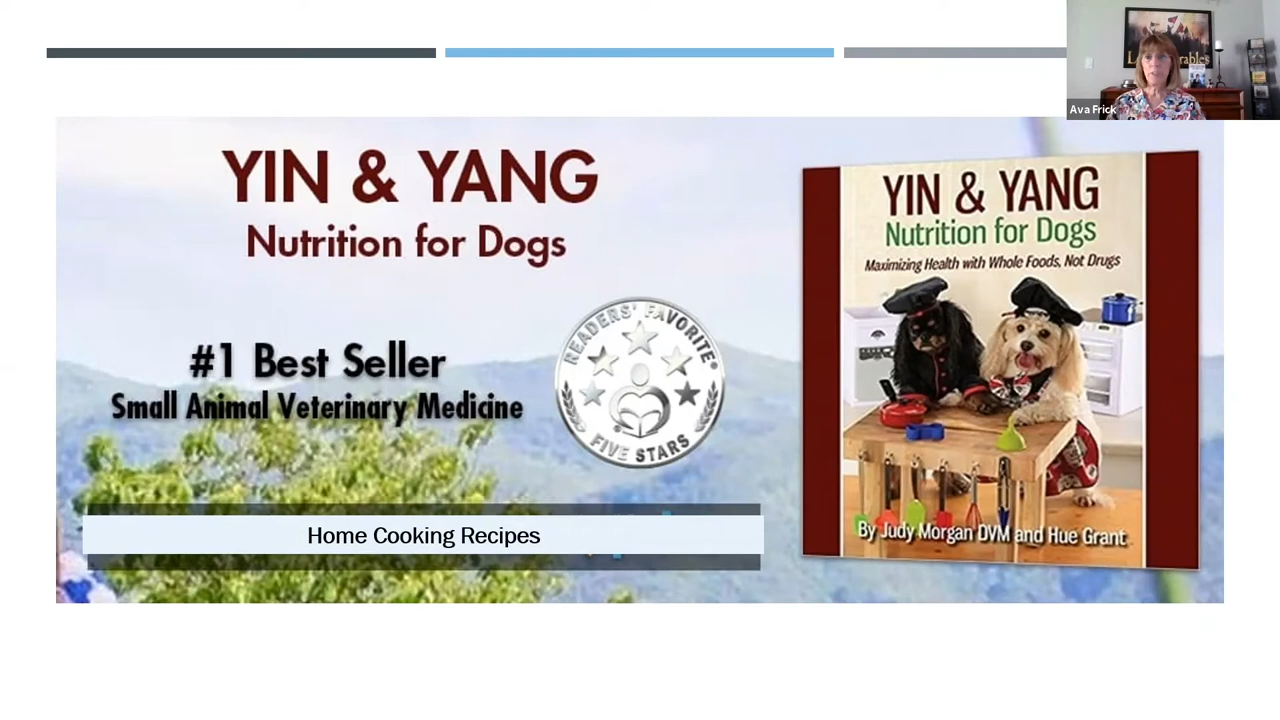 Ava Frick
YIN & YANG
Nutrition for Dogs
#1 Best Seller
Small Animal Veterinary Medicine
READERS' FAVORITE
FIVE STARS
Home Cooking Recipes
YIN & YANG
Nutrition for Dogs
Maximizing Health with Whole Foods, Not Drugs
By Judy Morgan DVM and Hue Grant